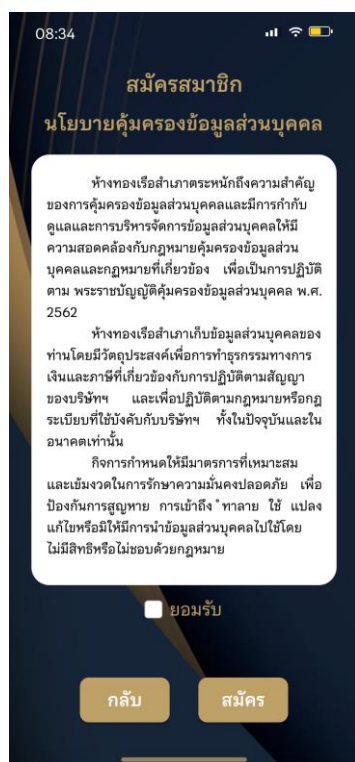 08:34
สมัครสมาชิก
นโยบายคุ้มครองข้อมูลส่วนบุคคล
ห้างทองเรือสำเภาตระหนักถึงความสำคัญ
ของการคุ้มครองข้อมูลส่วนบุคคลและมีการกำกับ
ดูแลและการบริหารจัดการข้อมูลส่วนบุคคลให้มี
ความสอดคล้องกับกฎหมายคุ้มครองข้อมูลส่วน
บุคคลและกฎหมายที่เกี่ยวข้อง เพื่อเป็นการปฏิบัติ
ตาม พระราชบัญญัติคุ้มครองข้อมูลส่วนบุคคล พ.ศ.
2562
ห้างทองเรือสำเภาเก็บข้อมูลส่วนบุคคลของ
ท่านโดยมีวัตถุประสงค์เพื่อการทำธุรกรรมทางการ
เงินและภาษีที่เกี่ยวข้องกับการปฏิบัติตามสัญญา
ของบริษัทฯ และเพื่อปฏิบัติตามกฎหมายหรือกฎ
ระเบียบที่ใช้บังคับกับบริษัทฯ ทั้งในปัจจุบันและใน
อนาคตเท่านั้น
กิจการกำหนดให้มีมาตรการที่เหมาะสม
และเข้มงวดในการรักษาความมั่นคงปลอดภัย เพื่อ
ป้องกันการสูญหาย การเข้าถึง ํทาลาย ใช้ แปลง
แก้ไขหรือมิให้มีการนำข้อมูลส่วนบุคคลไปใช้โดย
ไม่มีสิทธิหรือไม่ชอบด้วยกฎหมาย
ยอมรับ
กลับ
สมัคร